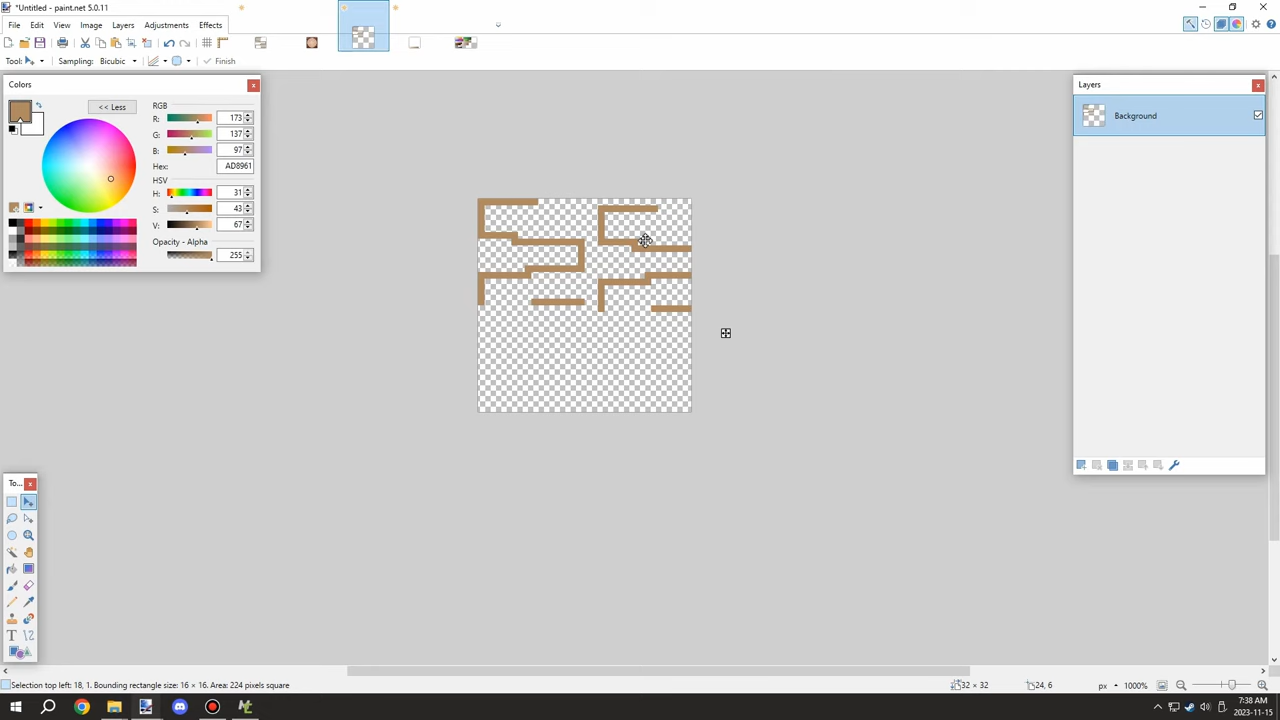 *Untitled - paint.net 5.0.11
File Edit View Image Layers Adjustments Effects
Tool: Sampling: Bicubic Finish
Colors
<< Less
RGB
R: 173
G: 137
B: 97
Hex: AD8961
HSV
H: 31
S: 43
V: 67
Opacity - Alpha
255
Layers
Background
To...
Selection top left: 18, 1. Bounding rectangle size: 16 × 16. Area: 224 pixels square
32 × 32
24, 6
px
1000%
7:38 AM
2023-11-15